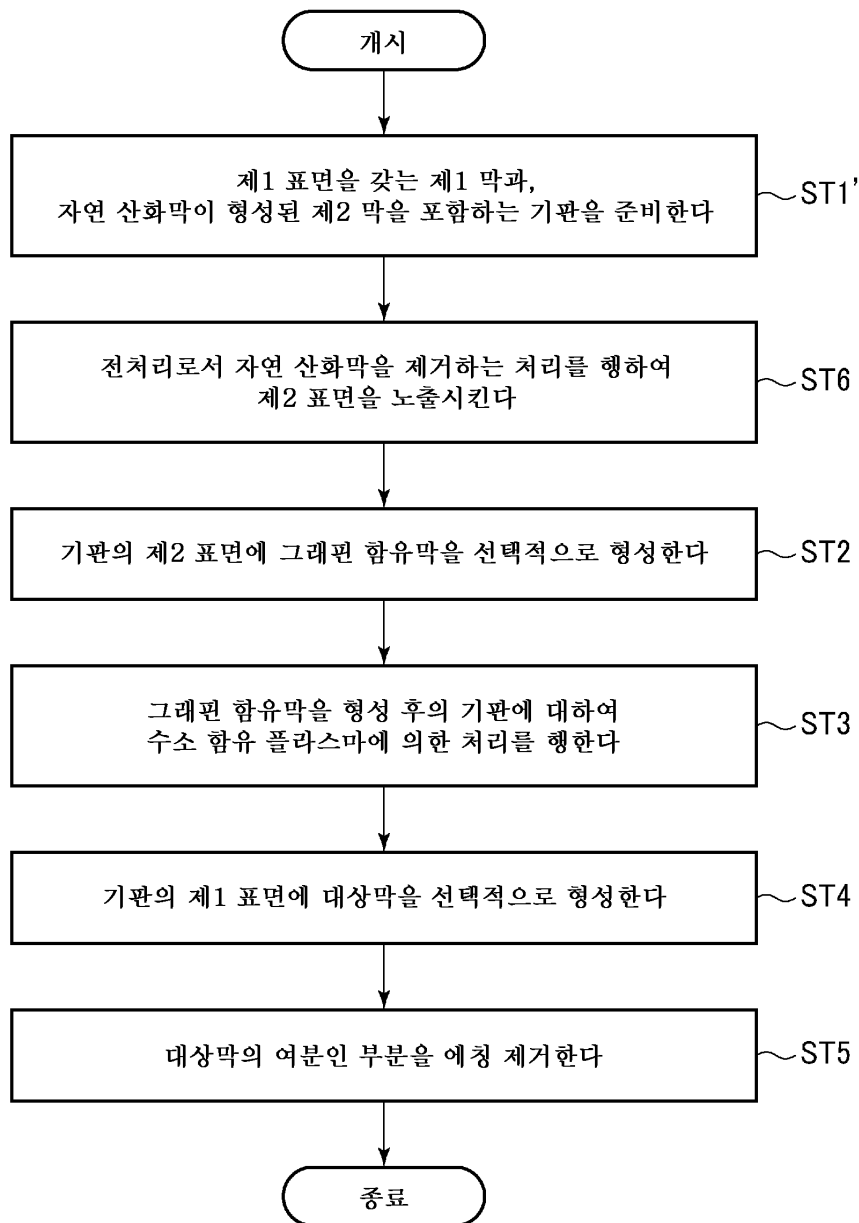 개시
제1 표면을 갖는 제1 막과,
자연 산화막이 형성된 제2 막을 포함하는 기판을 준비한다
ST1'
전처리로서 자연 산화막을 제거하는 처리를 행하여
제2 표면을 노출시킨다
ST6
기판의 제2 표면에 그래핀 함유막을 선택적으로 형성한다
ST2
그래핀 함유막을 형성 후의 기판에 대하여
수소 함유 플라스마에 의한 처리를 행한다
ST3
기판의 제1 표면에 대상막을 선택적으로 형성한다
ST4
대상막의 여분인 부분을 에칭 제거한다
ST5
종료